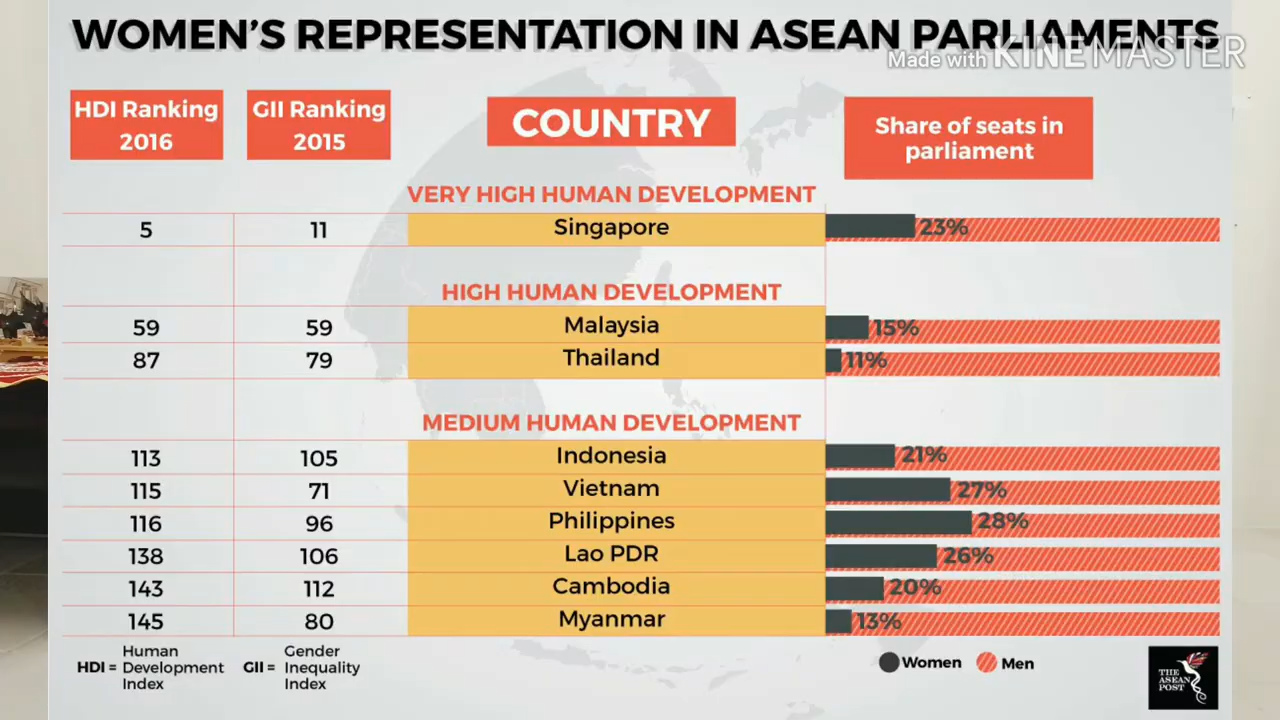 WOMEN'S REPRESENTATION IN ASEAN PARLIAMENTS
Made with KINEMASTER
HDI Ranking
2016
GII Ranking
2015
COUNTRY
Share of seats in
parliament
VERY HIGH HUMAN DEVELOPMENT
5 11 Singapore 23%
HIGH HUMAN DEVELOPMENT
59 59 Malaysia 15%
87 79 Thailand 11%
MEDIUM HUMAN DEVELOPMENT
113 105 Indonesia 21%
115 71 Vietnam 27%
116 96 Philippines 28%
138 106 Lao PDR 26%
143 112 Cambodia 20%
145 80 Myanmar 13%
HDI = Human
Development
Index
GII = Gender
Inequality
Index
Women Men
THE
ASEAN
POST